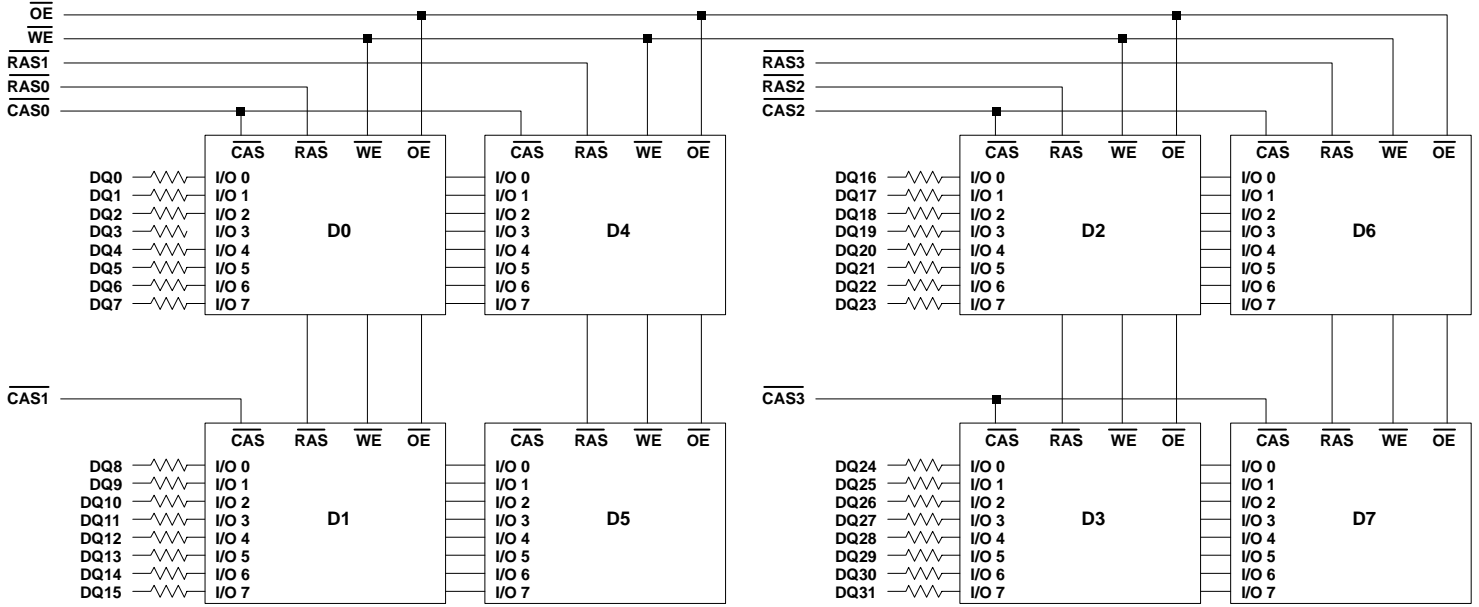 OE
WE
RAS1
RAS0
CAS0
RAS3
RAS2
CAS2
CAS RAS WE OE
DQ0 I/O 0
DQ1 I/O 1
DQ2 I/O 2
DQ3 I/O 3
DQ4 I/O 4
DQ5 I/O 5
DQ6 I/O 6
DQ7 I/O 7
D0
CAS RAS WE OE
I/O 0
I/O 1
I/O 2
I/O 3
I/O 4
I/O 5
I/O 6
I/O 7
D4
CAS RAS WE OE
DQ16 I/O 0
DQ17 I/O 1
DQ18 I/O 2
DQ19 I/O 3
DQ20 I/O 4
DQ21 I/O 5
DQ22 I/O 6
DQ23 I/O 7
D2
CAS RAS WE OE
I/O 0
I/O 1
I/O 2
I/O 3
I/O 4
I/O 5
I/O 6
I/O 7
D6
CAS1
CAS RAS WE OE
DQ8 I/O 0
DQ9 I/O 1
DQ10 I/O 2
DQ11 I/O 3
DQ12 I/O 4
DQ13 I/O 5
DQ14 I/O 6
DQ15 I/O 7
D1
CAS RAS WE OE
I/O 0
I/O 1
I/O 2
I/O 3
I/O 4
I/O 5
I/O 6
I/O 7
D5
CAS3
CAS RAS WE OE
DQ24 I/O 0
DQ25 I/O 1
DQ26 I/O 2
DQ27 I/O 3
DQ28 I/O 4
DQ29 I/O 5
DQ30 I/O 6
DQ31 I/O 7
D3
CAS RAS WE OE
I/O 0
I/O 1
I/O 2
I/O 3
I/O 4
I/O 5
I/O 6
I/O 7
D7